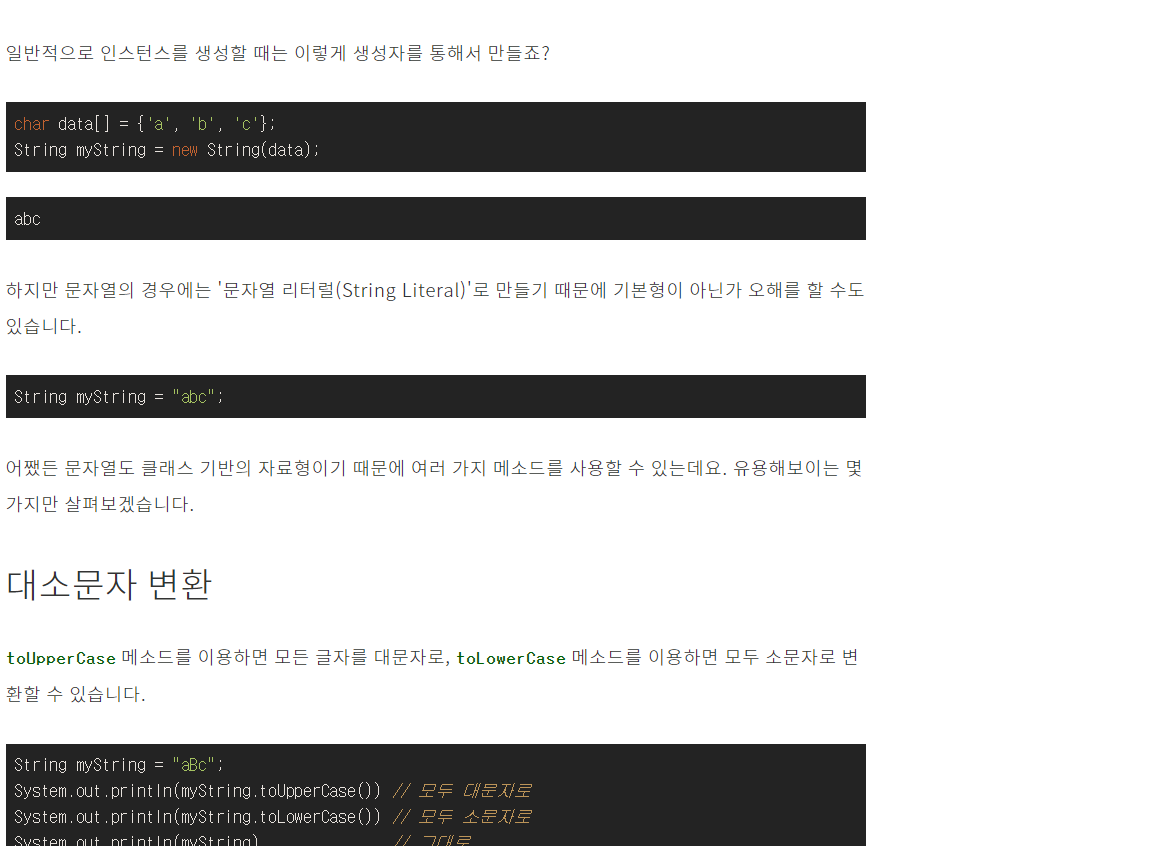 일반적으로 인스턴스를 생성할 때는 이렇게 생성자를 통해서 만들죠?
char data[] = {'a', 'b', 'c'};
String myString = new String(data);
abc
하지만 문자열의 경우에는 '문자열 리터럴(String Literal)'로 만들기 때문에 기본형이 아닌가 오해를 할 수도
있습니다.
String myString = "abc";
어쨌든 문자열도 클래스 기반의 자료형이기 때문에 여러 가지 메소드를 사용할 수 있는데요. 유용해보이는 몇
가지만 살펴보겠습니다.
대소문자 변환
toUpperCase 메소드를 이용하면 모든 글자를 대문자로, toLowerCase 메소드를 이용하면 모두 소문자로 변
환할 수 있습니다.
String myString = "aBc";
System.out.println(myString.toUpperCase()) // 모두 대문자로
System.out.println(myString.toLowerCase()) // 모두 소문자로
System.out.println(myString) // 그대로